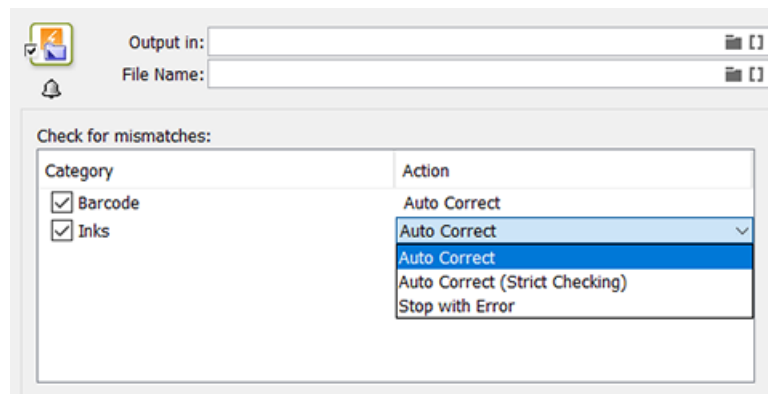 Output in:
File Name:
Check for mismatches:
Category Action
Barcode Auto Correct
Inks Auto Correct
Auto Correct
Auto Correct (Strict Checking)
Stop with Error